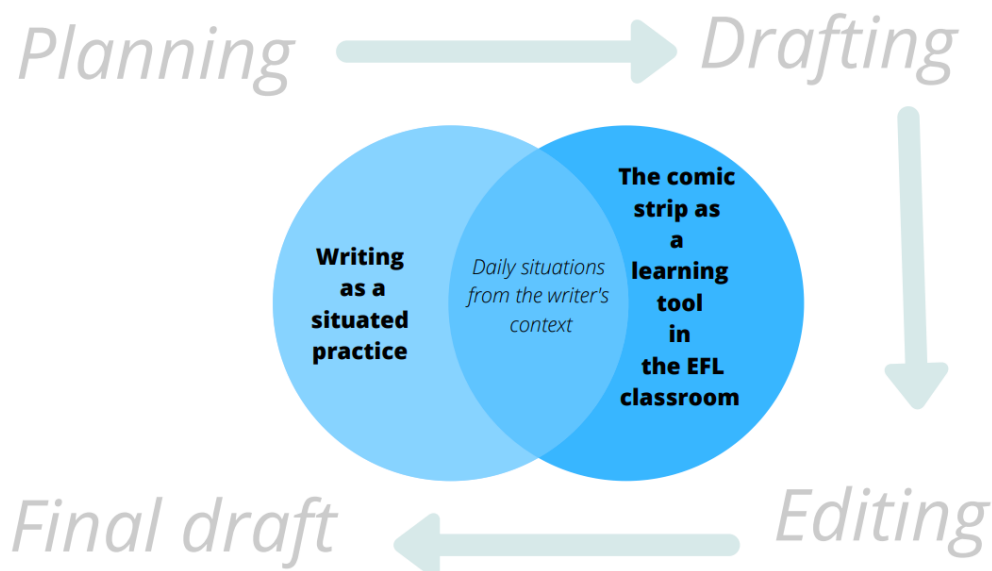 Planning
Drafting
Writing
as a
situated
practice
Daily situations
from the writer's
context
The comic
strip as
a
learning
tool
in
the EFL
classroom
Editing
Final draft